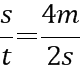 s/t = 4m/2s